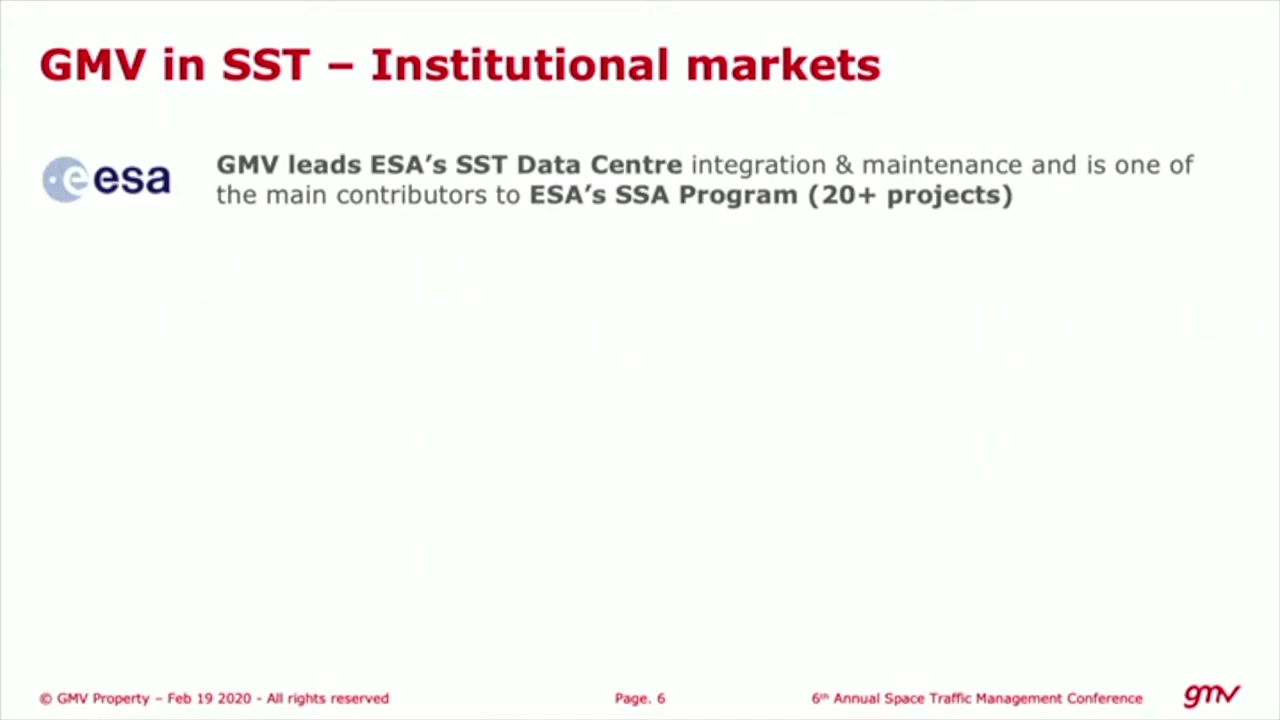 GMV in SST – Institutional markets
esa
GMV leads ESA’s SST Data Centre integration & maintenance and is one of
the main contributors to ESA’s SSA Program (20+ projects)
© GMV Property – Feb 19 2020 - All rights reserved
Page. 6
6th Annual Space Traffic Management Conference
gmv